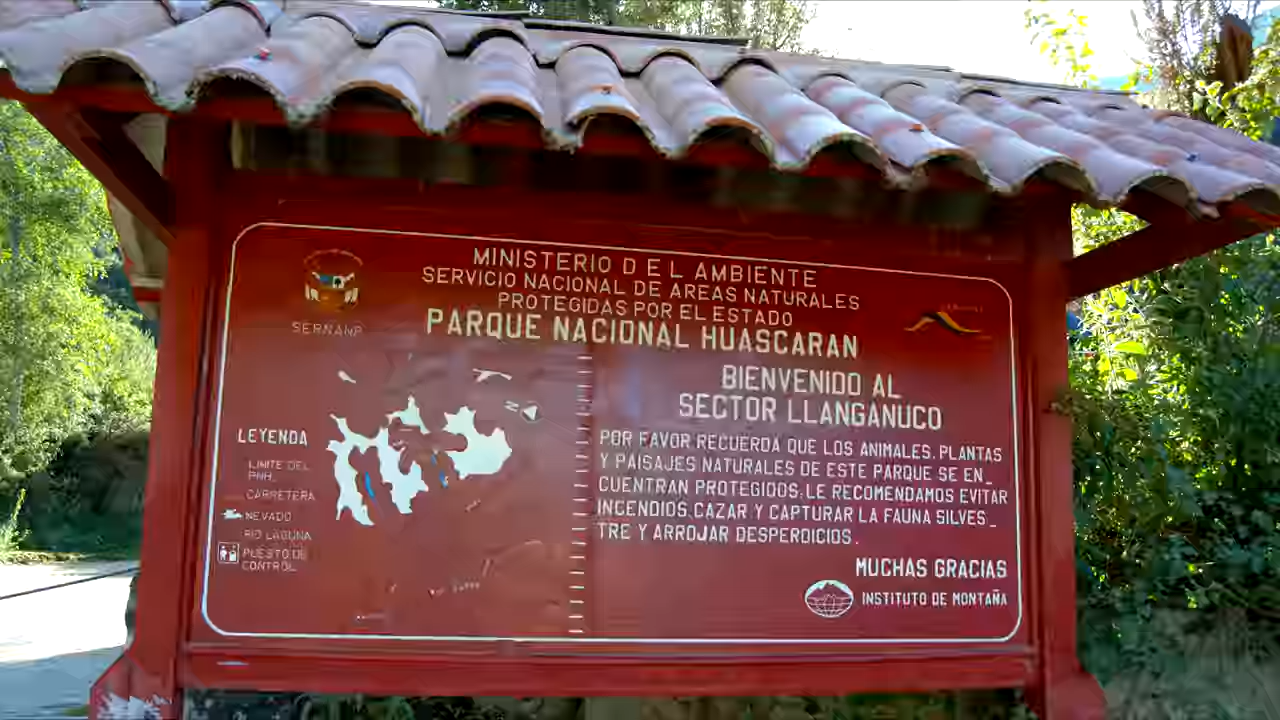 MINISTERIO DEL AMBIENTE
SERVICIO NACIONAL DE AREAS NATURALES
PROTEGIDAS POR EL ESTADO
PARQUE NACIONAL HUASCARAN
SERNANP
BIENVENIDO AL
SECTOR LLANGANUCO
POR FAVOR RECUERDA QUE LOS ANIMALES, PLANTAS
Y PAISAJES NATURALES DE ESTE PARQUE SE EN_
CUENTRAN PROTEGIDOS; LE RECOMENDAMOS EVITAR
INCENDIOS, CAZAR Y CAPTURAR LA FAUNA SILVES_
TRE Y ARROJAR DESPERDICIOS.
MUCHAS GRACIAS
INSTITUTO DE MONTAÑA
N
LEYENDA
LIMITE DEL
PNH.
CARRETERA
NEVADO
RIO LAGUNA
PUESTO DE
CONTROL